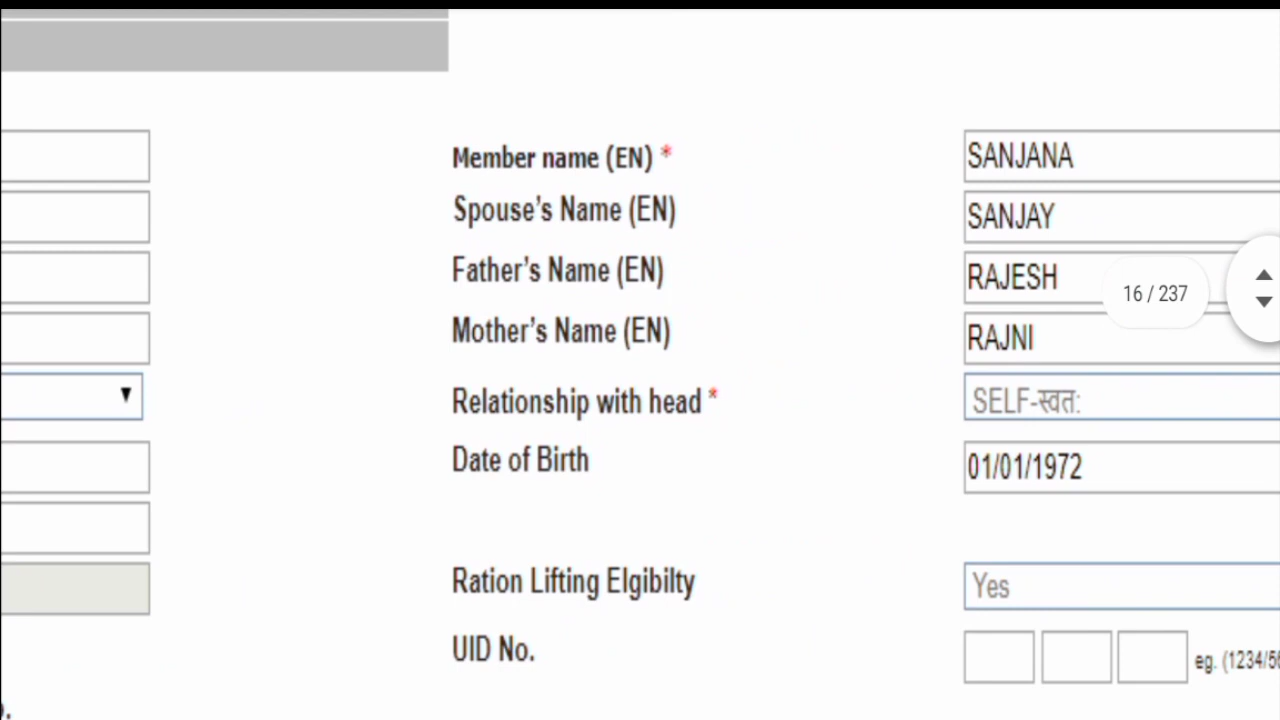 Member name (EN) * SANJANA
Spouse's Name (EN) SANJAY
Father's Name (EN) RAJESH
16 / 237
Mother's Name (EN) RAJNI
Relationship with head * SELF-स्वत:
Date of Birth 01/01/1972
Ration Lifting Elgibilty Yes
UID No. eg. (1234/56
).